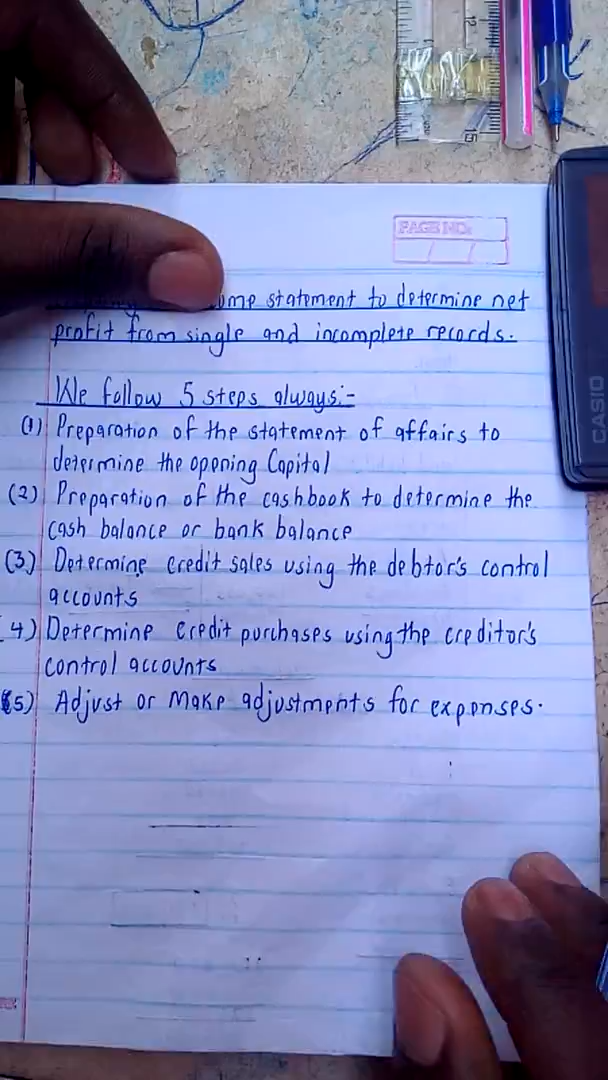 PAGE NO:
ome statement to determine net
profit from single and incomplete records.
We follow 5 steps always:-
(1) Preparation of the statement of affairs to
determine the opening Capital
(2) Preparation of the cashbook to determine the
cash balance or bank balance
(3) Determine credit sales using the debtor's control
accounts
(4) Determine credit purchases using the creditor's
control accounts
(5) Adjust or Make adjustments for expenses.
CASIO
12
15